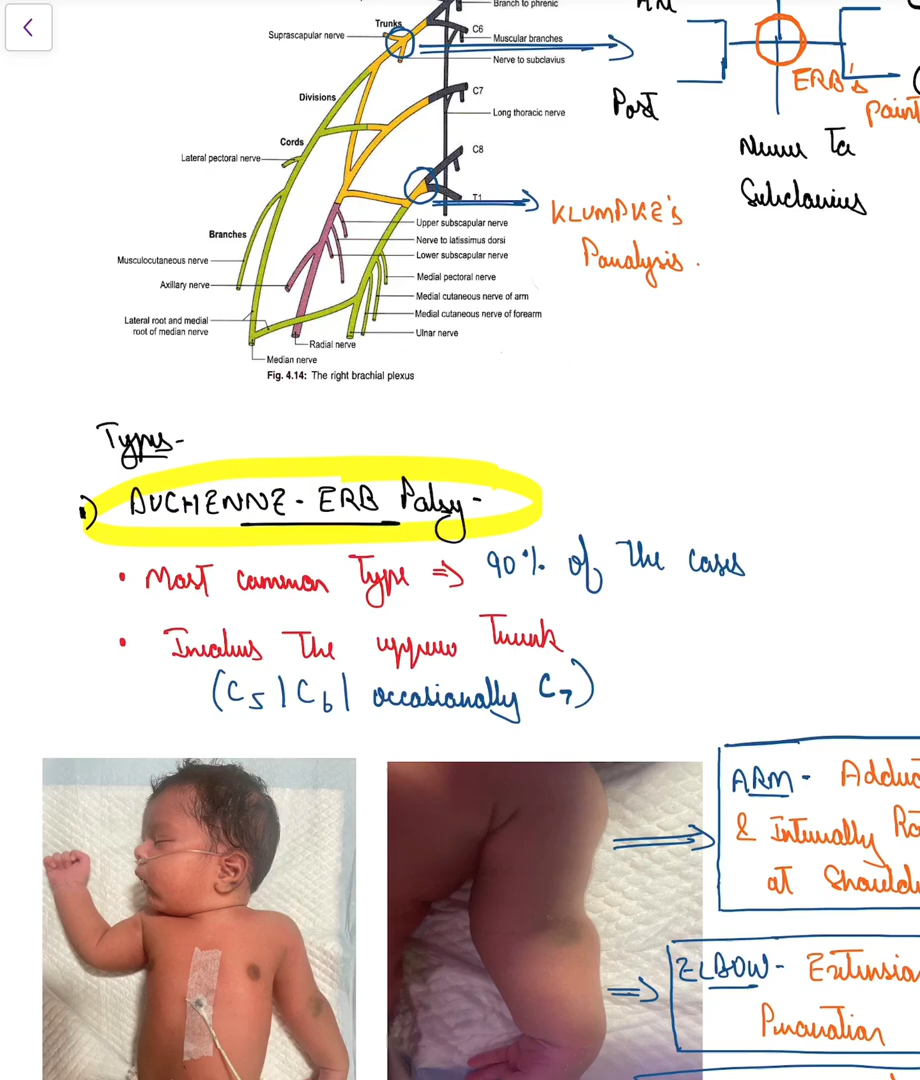 Branch to phrenic
Trunks
C6
Suprascapular nerve
Muscular branches
Nerve to subclavius
ERB's
Point
C7
Divisions
Post
Long thoracic nerve
Nerve To
Subclavius
Cords
C8
Lateral pectoral nerve
T1
KLUMPKE's
Paralysis.
Upper subscapular nerve
Branches
Nerve to latissimus dorsi
Lower subscapular nerve
Musculocutaneous nerve
Medial pectoral nerve
Axillary nerve
Medial cutaneous nerve of arm
Medial cutaneous nerve of forearm
Lateral root and medial
root of median nerve
Ulnar nerve
Radial nerve
Median nerve
Fig. 4.14: The right brachial plexus
Types-
1) DUCHENNE - ERB Palsy -
• Most common Type ⇒ 90% of The cases
• Involves The upper Trunk
(C5 | C6 | occasionally C7)
ARM - Adduc
& Internally Ro
at Shoulde
ELBOW - Extensio
Pronation